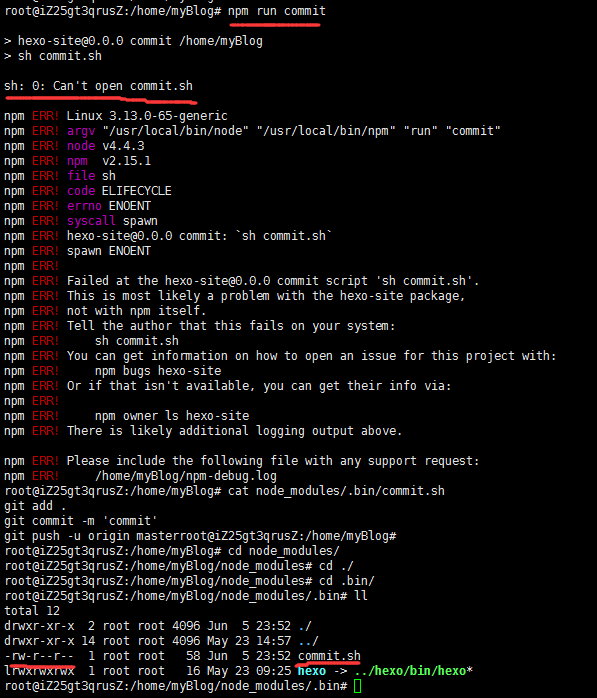 root@iZ25gt3qrusZ:/home/myBlog# npm run commit
> hexo-site@0.0.0 commit /home/myBlog
> sh commit.sh
sh: 0: Can't open commit.sh
npm ERR! Linux 3.13.0-65-generic
npm ERR! argv "/usr/local/bin/node" "/usr/local/bin/npm" "run" "commit"
npm ERR! node v4.4.3
npm ERR! npm  v2.15.1
npm ERR! file sh
npm ERR! code ELIFECYCLE
npm ERR! errno ENOENT
npm ERR! syscall spawn
npm ERR! hexo-site@0.0.0 commit: `sh commit.sh`
npm ERR! spawn ENOENT
npm ERR!
npm ERR! Failed at the hexo-site@0.0.0 commit script 'sh commit.sh'.
npm ERR! This is most likely a problem with the hexo-site package,
npm ERR! not with npm itself.
npm ERR! Tell the author that this fails on your system:
npm ERR!     sh commit.sh
npm ERR! You can get information on how to open an issue for this project with:
npm ERR!     npm bugs hexo-site
npm ERR! Or if that isn't available, you can get their info via:
npm ERR!
npm ERR!     npm owner ls hexo-site
npm ERR! There is likely additional logging output above.
npm ERR! Please include the following file with any support request:
npm ERR!     /home/myBlog/npm-debug.log
root@iZ25gt3qrusZ:/home/myBlog# cat node_modules/.bin/commit.sh
git add .
git commit -m 'commit'
git push -u origin masterroot@iZ25gt3qrusZ:/home/myBlog#
root@iZ25gt3qrusZ:/home/myBlog# cd node_modules/
root@iZ25gt3qrusZ:/home/myBlog/node_modules# cd ./
root@iZ25gt3qrusZ:/home/myBlog/node_modules# cd .bin/
root@iZ25gt3qrusZ:/home/myBlog/node_modules/.bin# ll
total 12
drwxr-xr-x  2 root root 4096 Jun  5 23:52 ./
drwxr-xr-x 14 root root 4096 May 23 14:57 ../
-rw-r--r--  1 root root   58 Jun  5 23:52 commit.sh
lrwxrwxrwx  1 root root   16 May 23 09:25 hexo -> ../hexo/bin/hexo*
root@iZ25gt3qrusZ:/home/myBlog/node_modules/.bin#